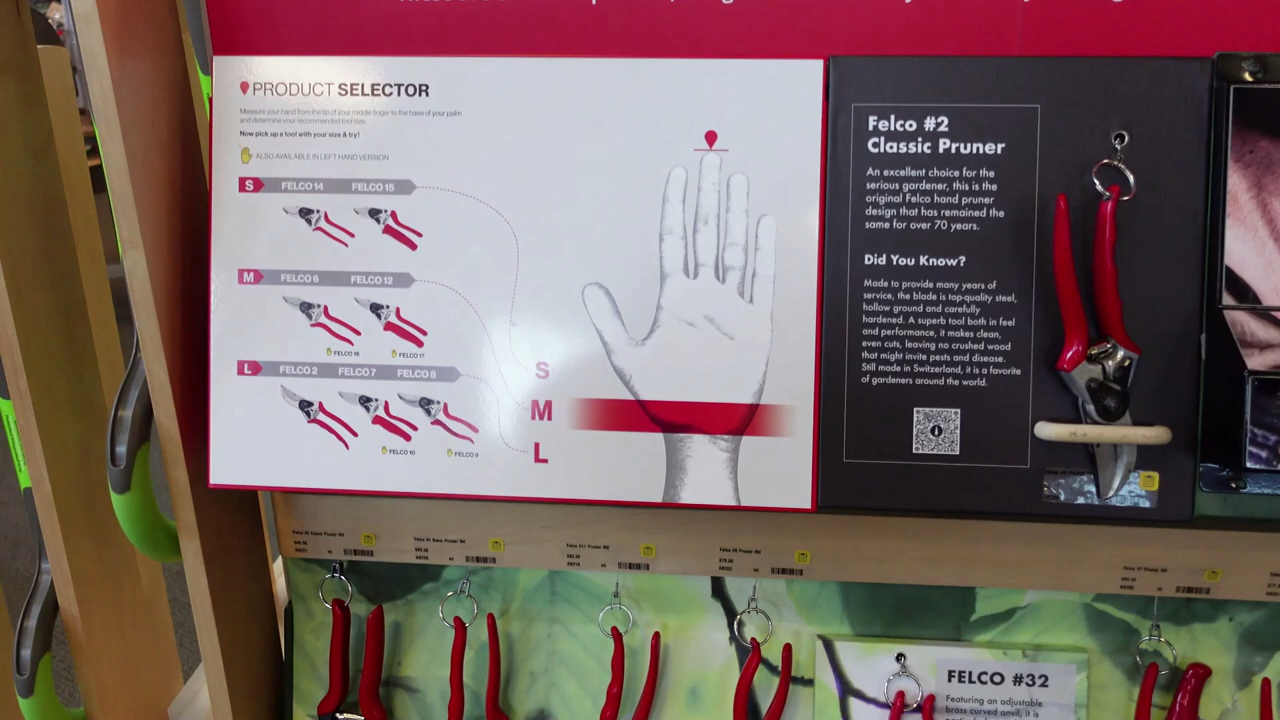 PRODUCT SELECTOR
Measure your hand from the tip of your middle finger to the base of your palm
and determine your recommended tool size.
Now pick up a tool with your size & try!
ALSO AVAILABLE IN LEFT HAND VERSION
S FELCO 14 FELCO 15
M FELCO 6 FELCO 12
FELCO 16 FELCO 17
L FELCO 2 FELCO 7 FELCO 8
FELCO 10 FELCO 9
S
M
L
Felco #2
Classic Pruner
An excellent choice for the
serious gardener, this is the
original Felco hand pruner
design that has remained the
same for over 70 years.
Did You Know?
Made to provide many years of
service, the blade is top-quality steel,
hollow ground and carefully
hardened. A superb tool both in feel
and performance, it makes clean,
even cuts, leaving no crushed wood
that might invite pests and disease.
Still made in Switzerland, it is a favorite
of gardeners around the world.
FELCO #32
Featuring an adjustable
brass curved anvil, it is